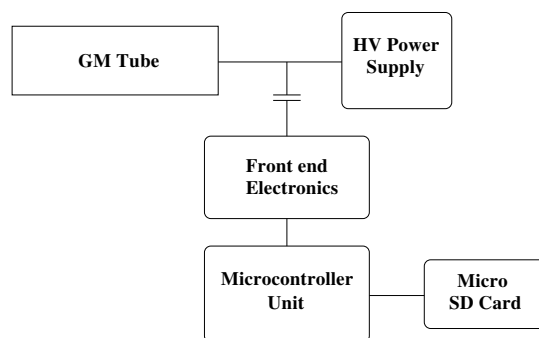 GM Tube
HV Power
Supply
Front end
Electronics
Microcontroller
Unit
Micro
SD Card